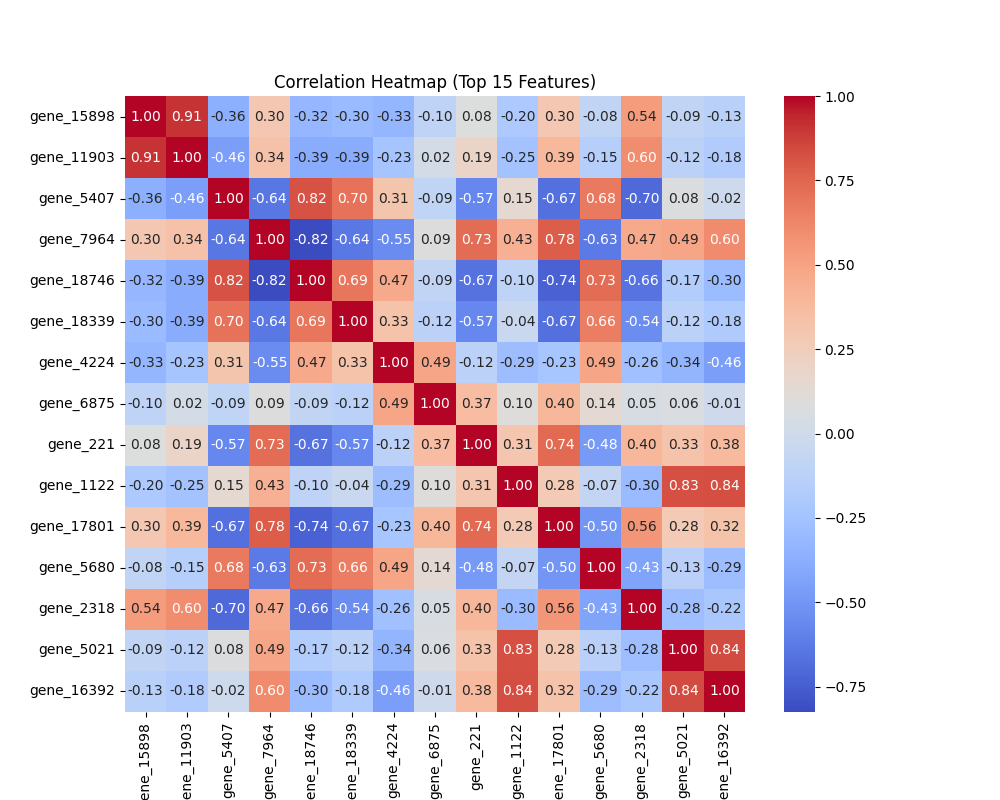 Correlation Heatmap (Top 15 Features)
gene_15898 1.00 0.91 -0.36 0.30 -0.32 -0.30 -0.33 -0.10 0.08 -0.20 0.30 -0.08 0.54 -0.09 -0.13
gene_11903 0.91 1.00 -0.46 0.34 -0.39 -0.39 -0.23 0.02 0.19 -0.25 0.39 -0.15 0.60 -0.12 -0.18
gene_5407 -0.36 -0.46 1.00 -0.64 0.82 0.70 0.31 -0.09 -0.57 0.15 -0.67 0.68 -0.70 0.08 -0.02
gene_7964 0.30 0.34 -0.64 1.00 -0.82 -0.64 -0.55 0.09 0.73 0.43 0.78 -0.63 0.47 0.49 0.60
gene_18746 -0.32 -0.39 0.82 -0.82 1.00 0.69 0.47 -0.09 -0.67 -0.10 -0.74 0.73 -0.66 -0.17 -0.30
gene_18339 -0.30 -0.39 0.70 -0.64 0.69 1.00 0.33 -0.12 -0.57 -0.04 -0.67 0.66 -0.54 -0.12 -0.18
gene_4224 -0.33 -0.23 0.31 -0.55 0.47 0.33 1.00 0.49 -0.12 -0.29 -0.23 0.49 -0.26 -0.34 -0.46
gene_6875 -0.10 0.02 -0.09 0.09 -0.09 -0.12 0.49 1.00 0.37 0.10 0.40 0.14 0.05 0.06 -0.01
gene_221 0.08 0.19 -0.57 0.73 -0.67 -0.57 -0.12 0.37 1.00 0.31 0.74 -0.48 0.40 0.33 0.38
gene_1122 -0.20 -0.25 0.15 0.43 -0.10 -0.04 -0.29 0.10 0.31 1.00 0.28 -0.07 -0.30 0.83 0.84
gene_17801 0.30 0.39 -0.67 0.78 -0.74 -0.67 -0.23 0.40 0.74 0.28 1.00 -0.50 0.56 0.28 0.32
gene_5680 -0.08 -0.15 0.68 -0.63 0.73 0.66 0.49 0.14 -0.48 -0.07 -0.50 1.00 -0.43 -0.13 -0.29
gene_2318 0.54 0.60 -0.70 0.47 -0.66 -0.54 -0.26 0.05 0.40 -0.30 0.56 -0.43 1.00 -0.28 -0.22
gene_5021 -0.09 -0.12 0.08 0.49 -0.17 -0.12 -0.34 0.06 0.33 0.83 0.28 -0.13 -0.28 1.00 0.84
gene_16392 -0.13 -0.18 -0.02 0.60 -0.30 -0.18 -0.46 -0.01 0.38 0.84 0.32 -0.29 -0.22 0.84 1.00
ene_15898
ene_11903
gene_5407
gene_7964
ene_18746
ene_18339
gene_4224
gene_6875
gene_221
gene_1122
ene_17801
gene_5680
gene_2318
gene_5021
ene_16392
1.00
0.75
0.50
0.25
0.00
−0.25
−0.50
−0.75